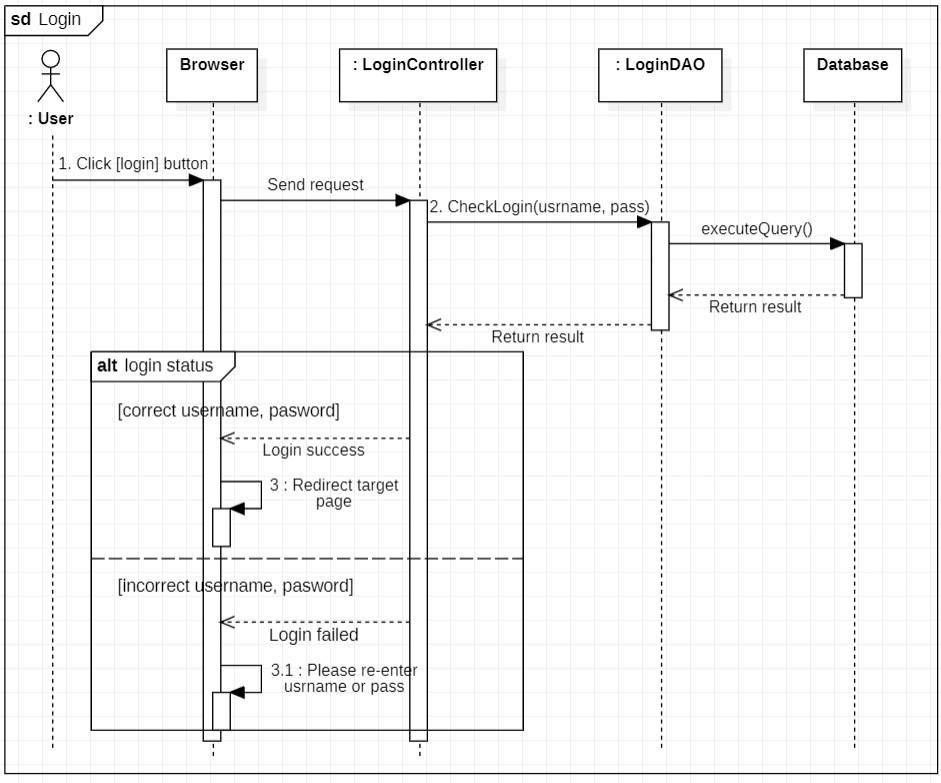 sd Login
: User
Browser
: LoginController
: LoginDAO
Database
1. Click [login] button
Send request
2. CheckLogin(usrname, pass)
executeQuery()
Return result
Return result
alt login status
[correct username, pasword]
Login success
3 : Redirect target
page
[incorrect username, pasword]
Login failed
3.1 : Please re-enter
usrname or pass